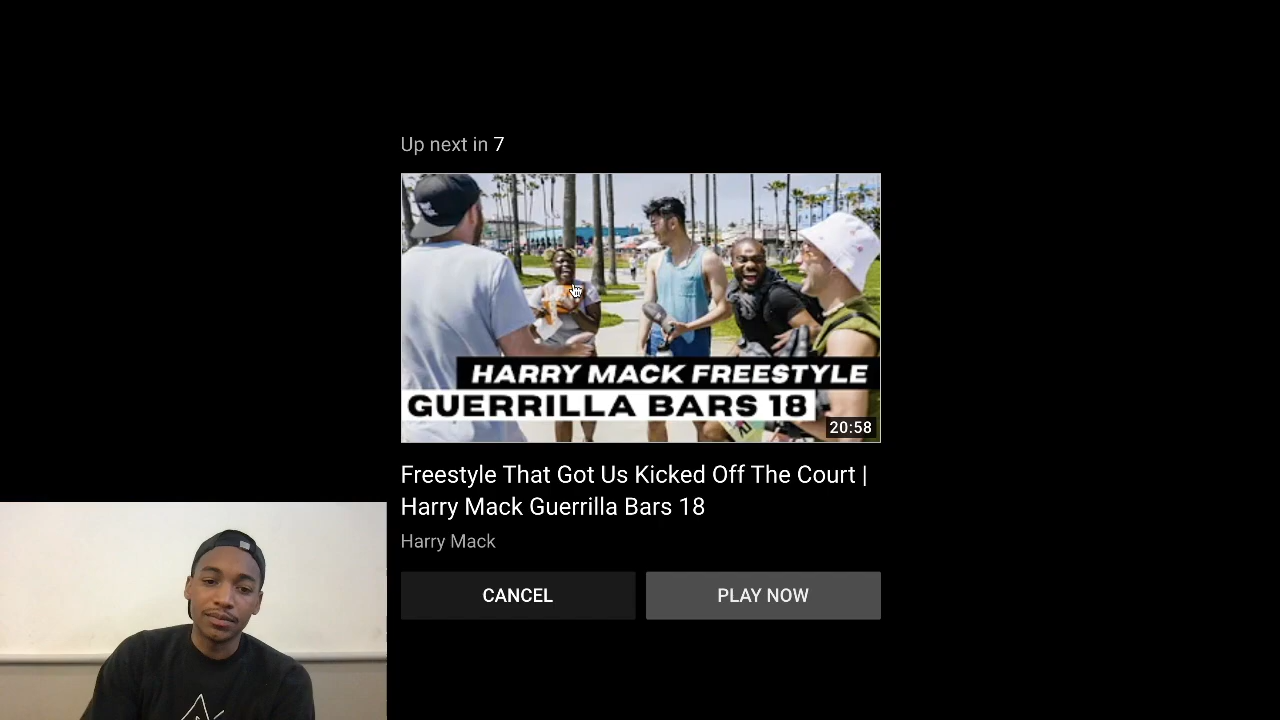 Up next in 7
HARRY MACK FREESTYLE
GUERRILLA BARS 18
20:58
Freestyle That Got Us Kicked Off The Court |
Harry Mack Guerrilla Bars 18
Harry Mack
CANCEL
PLAY NOW